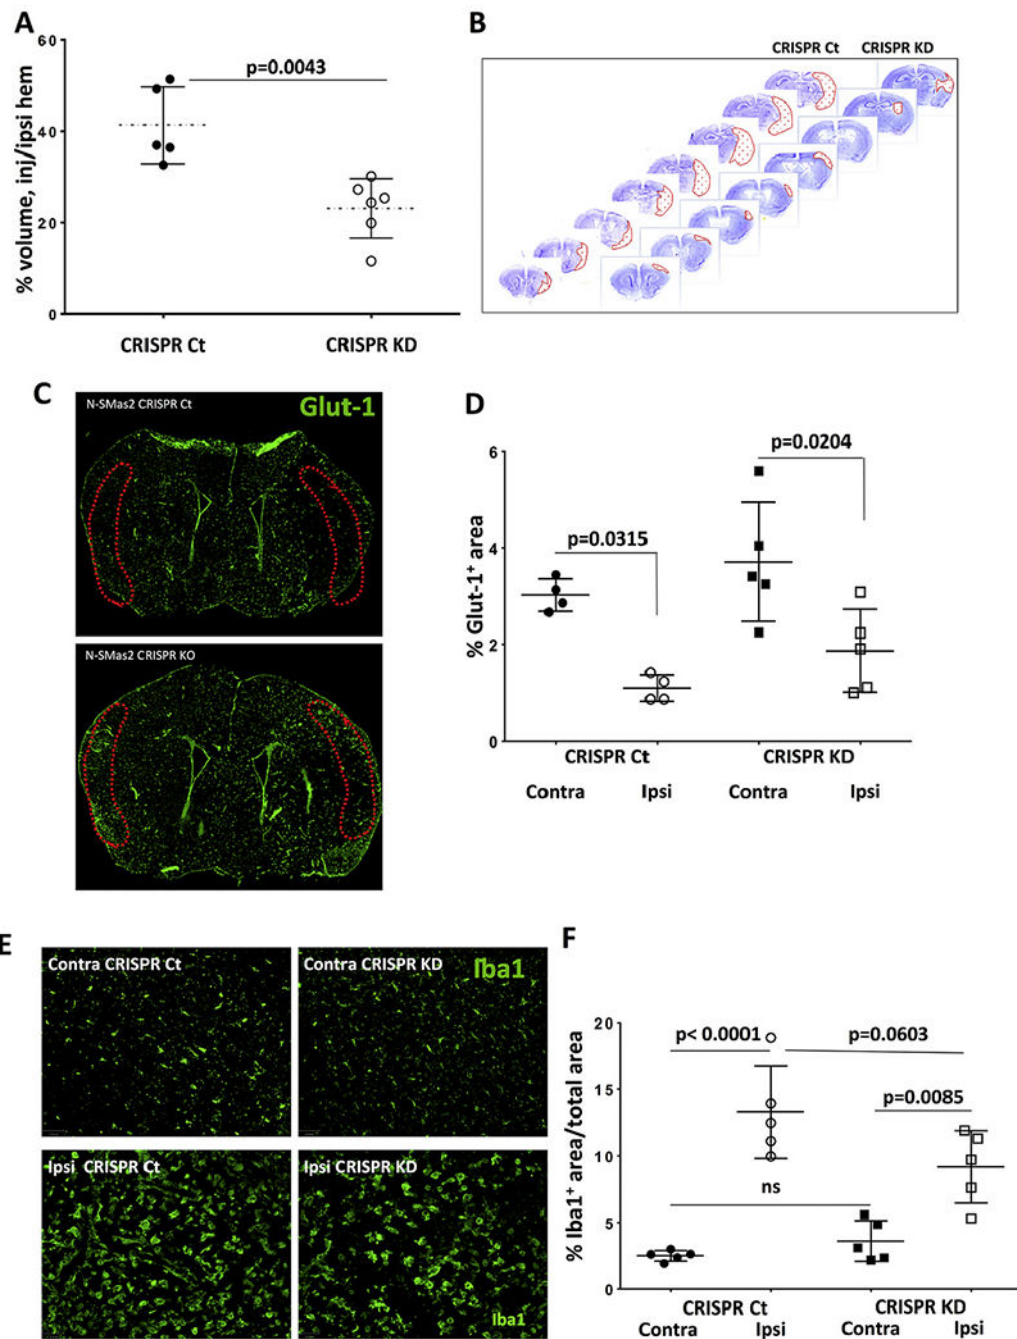 A
60
40
20
0
% volume, inj/ipsi hem
p=0.0043
CRISPR Ct
CRISPR KD
B
CRISPR Ct
CRISPR KD
C
N-SMas2 CRISPR Ct
Glut-1
N-SMas2 CRISPR KO
D
6
4
2
0
% Glut-1⁺ area
p=0.0315
p=0.0204
CRISPR Ct
CRISPR KD
Contra
Ipsi
Contra
Ipsi
E
Contra CRISPR Ct
Contra CRISPR KD
Iba1
Ipsi CRISPR Ct
Ipsi CRISPR KD
Iba1
F
20
15
10
5
0
% Iba1⁺ area/total area
p< 0.0001
p=0.0603
p=0.0085
ns
CRISPR Ct
CRISPR KD
Contra
Ipsi
Contra
Ipsi